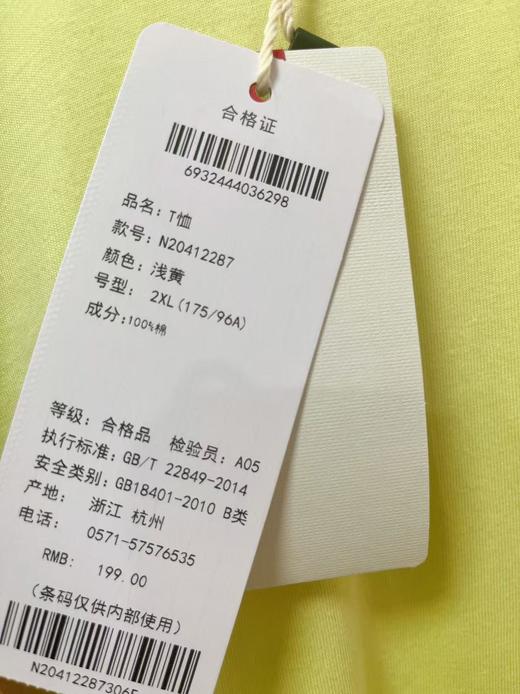 合格证
6932444036298
品名: T恤
款号: N20412287
颜色: 浅黄
号型: 2XL(175/96A)
成分:100%棉
等级: 合格品 检验员: A05
执行标准: GB/T 22849-2014
安全类别: GB18401-2010 B类
产地: 浙江 杭州
电话: 0571-57576535
RMB: 199.00
(条码仅供内部使用)
N20412287306F